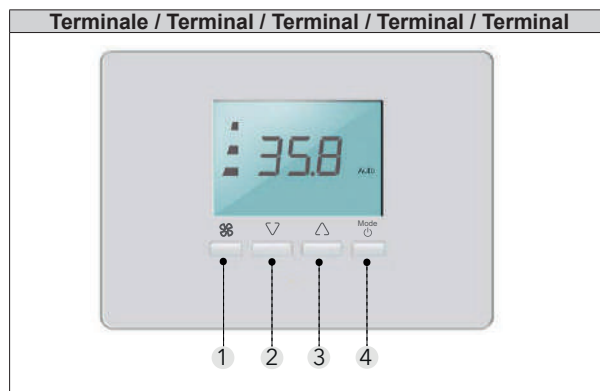 Terminale / Terminal / Terminal / Terminal / Terminal
35.8
Auto
Mode
1 2 3 4